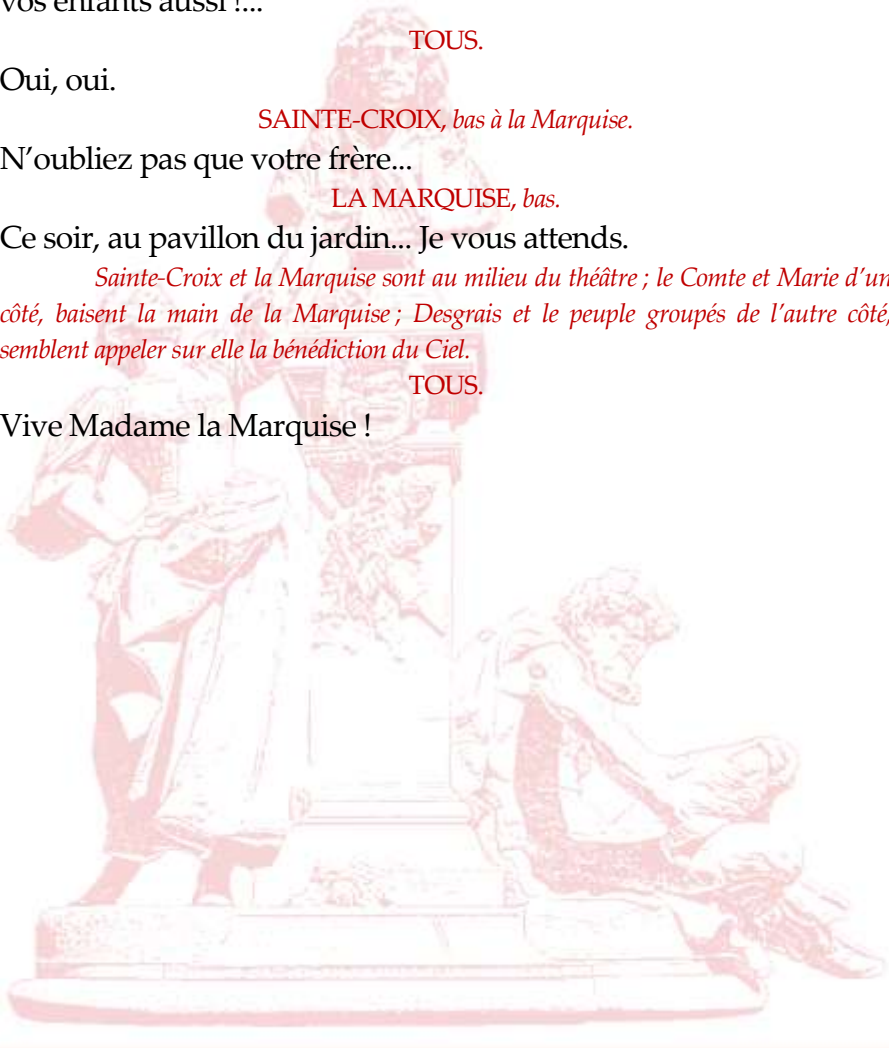 vos enfants aussi !...
TOUS.
Oui, oui.
SAINTE-CROIX, bas à la Marquise.
N’oubliez pas que votre frère...
LA MARQUISE, bas.
Ce soir, au pavillon du jardin... Je vous attends.
Sainte-Croix et la Marquise sont au milieu du théâtre ; le Comte et Marie d’un
côté, baisent la main de la Marquise ; Desgrais et le peuple groupés de l’autre côté,
semblent appeler sur elle la bénédiction du Ciel.
TOUS.
Vive Madame la Marquise !